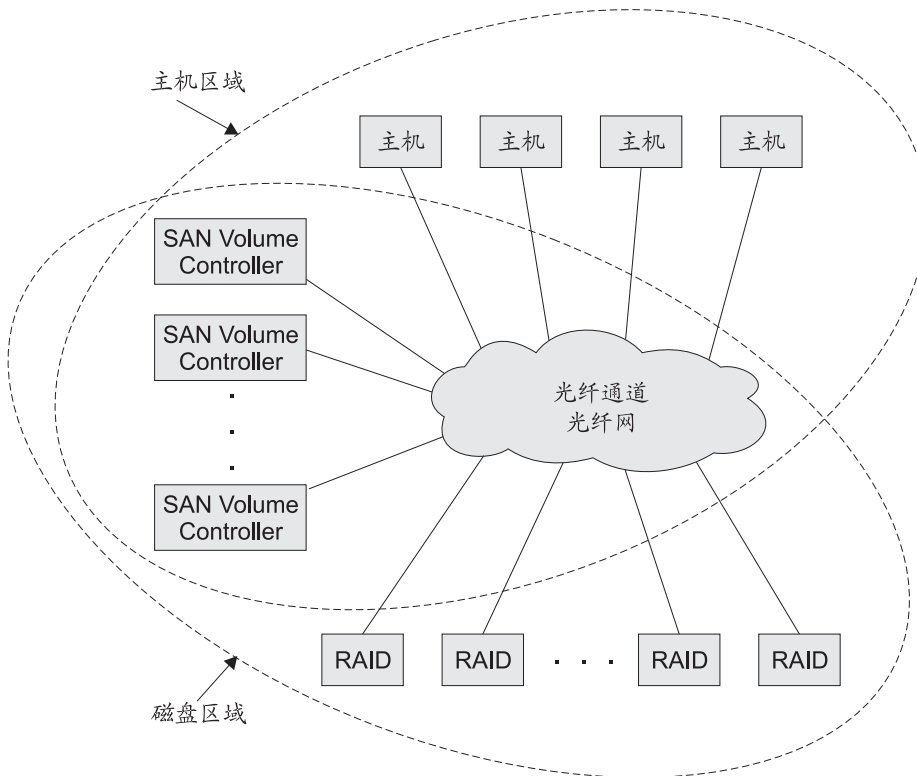 主机区域
主机
主机
主机
主机
SAN Volume
Controller
SAN Volume
Controller
SAN Volume
Controller
光纤通道
光纤网
RAID
RAID
RAID
RAID
磁盘区域